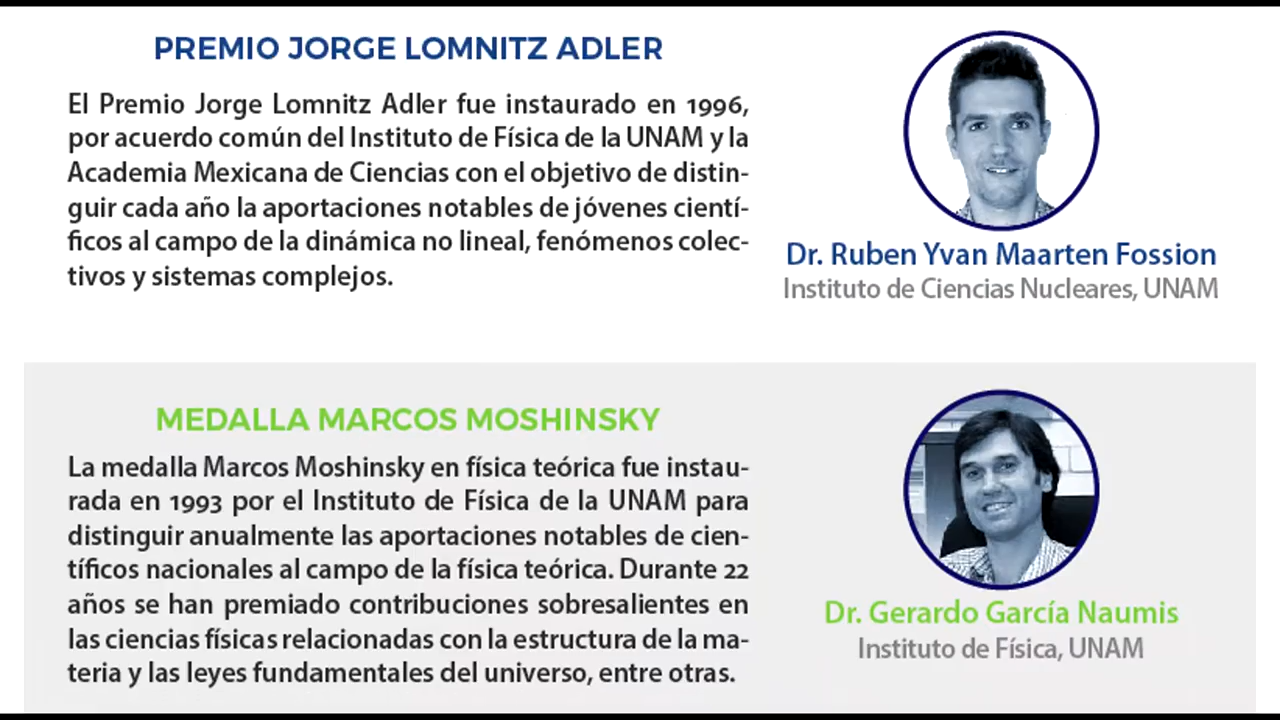 PREMIO JORGE LOMNITZ ADLER
El Premio Jorge Lomnitz Adler fue instaurado en 1996,
por acuerdo común del Instituto de Física de la UNAM y la
Academia Mexicana de Ciencias con el objetivo de distin-
guir cada año la aportaciones notables de jóvenes cientí-
ficos al campo de la dinámica no lineal, fenómenos colec-
tivos y sistemas complejos.
Dr. Ruben Yvan Maarten Fossion
Instituto de Ciencias Nucleares, UNAM
MEDALLA MARCOS MOSHINSKY
La medalla Marcos Moshinsky en física teórica fue instau-
rada en 1993 por el Instituto de Física de la UNAM para
distinguir anualmente las aportaciones notables de cien-
tíficos nacionales al campo de la física teórica. Durante 22
años se han premiado contribuciones sobresalientes en
las ciencias físicas relacionadas con la estructura de la ma-
teria y las leyes fundamentales del universo, entre otras.
Dr. Gerardo García Naumis
Instituto de Física, UNAM